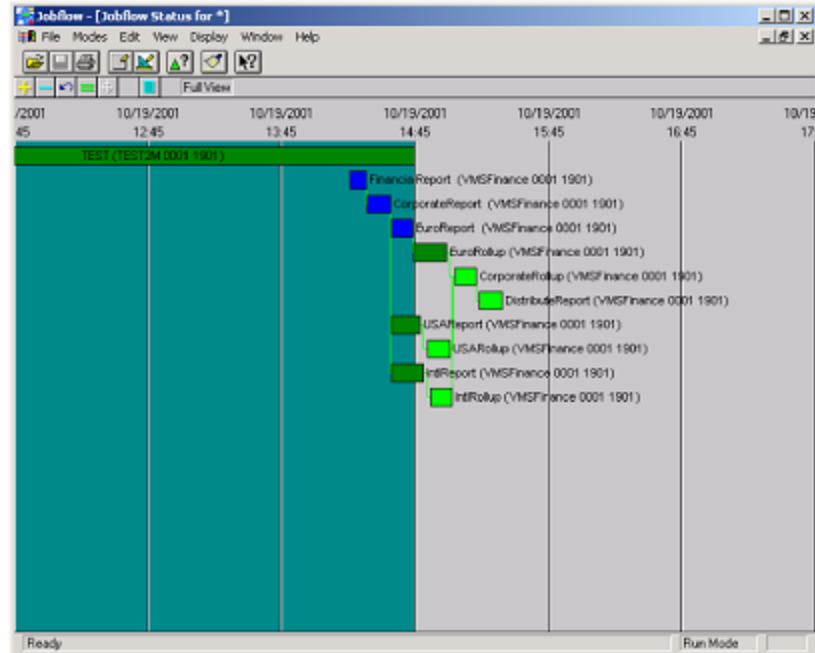 Jobflow - [Jobflow Status for *]
File Modes Edit View Display Window Help
Full View
/2001 10/19/2001 10/19/2001 10/19/2001 10/19/2001 10/19/2001 10/19
45 12:45 13:45 14:45 15:45 16:45 17:
TEST (TEST2M 0001 1901)
FinancialReport (VMSFinance 0001 1901)
CorporateReport (VMSFinance 0001 1901)
EuroReport (VMSFinance 0001 1901)
EuroRollup (VMSFinance 0001 1901)
CorporateRollup (VMSFinance 0001 1901)
DistributeReport (VMSFinance 0001 1901)
USAReport (VMSFinance 0001 1901)
USARollup (VMSFinance 0001 1901)
IntlReport (VMSFinance 0001 1901)
IntlRollup (VMSFinance 0001 1901)
Ready Run Mode